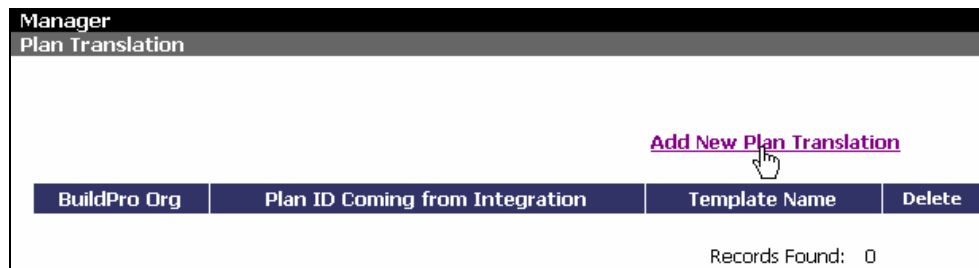 Manager
Plan Translation
Add New Plan Translation
BuildPro Org Plan ID Coming from Integration Template Name Delete
Records Found: 0